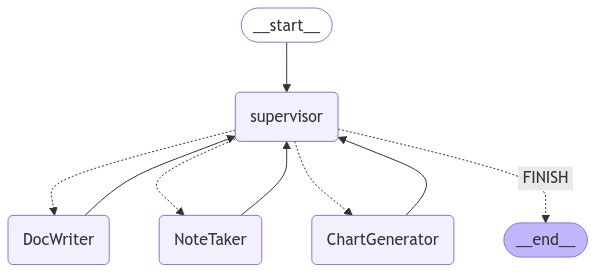 __start__
supervisor
FINISH
DocWriter
NoteTaker
ChartGenerator
__end__